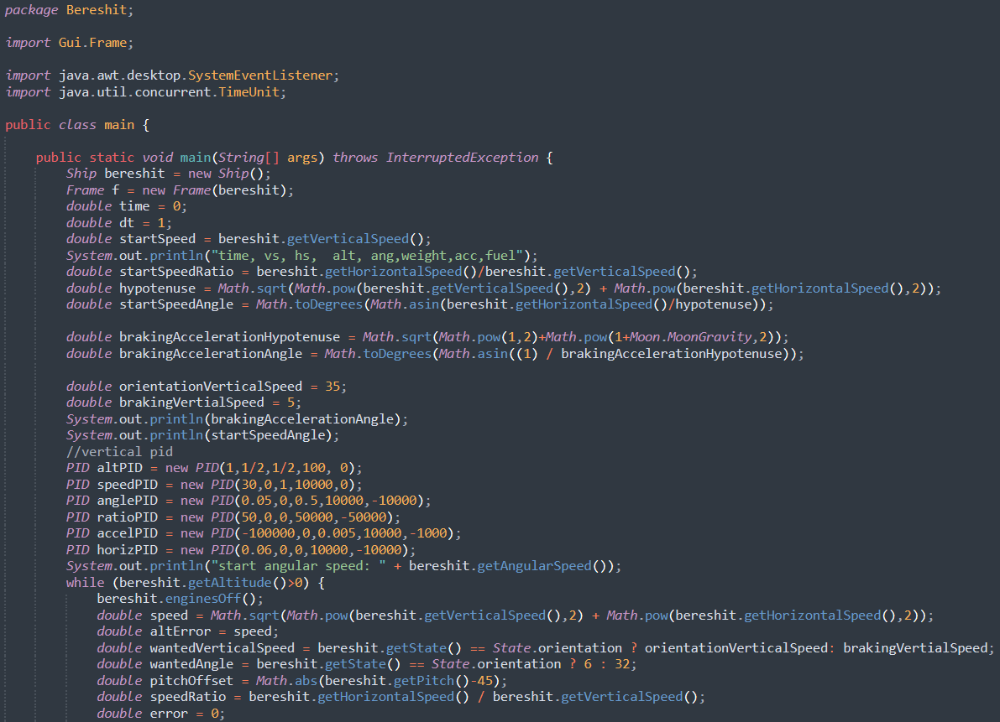 package Bereshit;

import Gui.Frame;

import java.awt.desktop.SystemEventListener;
import java.util.concurrent.TimeUnit;

public class main {

    public static void main(String[] args) throws InterruptedException {
        Ship bereshit = new Ship();
        Frame f = new Frame(bereshit);
        double time = 0;
        double dt = 1;
        double startSpeed = bereshit.getVerticalSpeed();
        System.out.println("time, vs, hs,  alt, ang,weight,acc,fuel");
        double startSpeedRatio = bereshit.getHorizontalSpeed()/bereshit.getVerticalSpeed();
        double hypotenuse = Math.sqrt(Math.pow(bereshit.getVerticalSpeed(),2) + Math.pow(bereshit.getHorizontalSpeed(),2));
        double startSpeedAngle = Math.toDegrees(Math.asin(bereshit.getHorizontalSpeed()/hypotenuse));

        double brakingAccelerationHypotenuse = Math.sqrt(Math.pow(1,2)+Math.pow(1+Moon.MoonGravity,2));
        double brakingAccelerationAngle = Math.toDegrees(Math.asin((1) / brakingAccelerationHypotenuse));

        double orientationVerticalSpeed = 35;
        double brakingVertialSpeed = 5;
        System.out.println(brakingAccelerationAngle);
        System.out.println(startSpeedAngle);
        //vertical pid
        PID altPID = new PID(1,1/2,1/2,100, 0);
        PID speedPID = new PID(30,0,1,10000,0);
        PID anglePID = new PID(0.05,0,0.5,10000,-10000);
        PID ratioPID = new PID(50,0,0,50000,-50000);
        PID accelPID = new PID(-100000,0,0.005,10000,-1000);
        PID horizPID = new PID(0.06,0,0,10000,-10000);
        System.out.println("start angular speed: " + bereshit.getAngularSpeed());
        while (bereshit.getAltitude()>0) {
            bereshit.enginesOff();
            double speed = Math.sqrt(Math.pow(bereshit.getVerticalSpeed(),2) + Math.pow(bereshit.getHorizontalSpeed(),2));
            double altError = speed;
            double wantedVerticalSpeed = bereshit.getState() == State.orientation ? orientationVerticalSpeed: brakingVertialSpeed;
            double wantedAngle = bereshit.getState() == State.orientation ? 6 : 32;
            double pitchOffset = Math.abs(bereshit.getPitch()-45);
            double speedRatio = bereshit.getHorizontalSpeed() / bereshit.getVerticalSpeed();
            double error = 0;